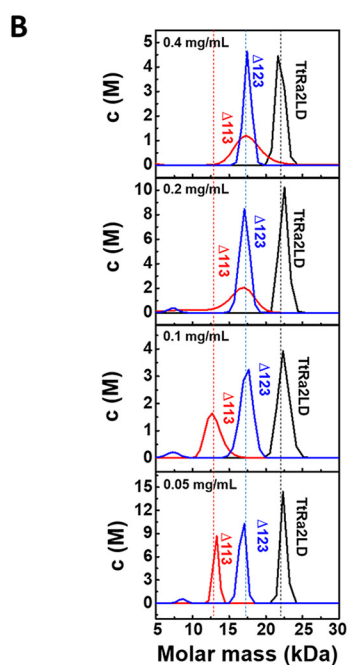 B
0.4 mg/mL
c (M)
5
4
3
2
1
0
Δ113
Δ123
TtRa2LD
0.2 mg/mL
c (M)
10
8
6
4
2
0
Δ113
Δ123
TtRa2LD
0.1 mg/mL
c (M)
4
3
2
1
0
Δ113
Δ123
TtRa2LD
0.05 mg/mL
c (M)
15
12
9
6
3
0
Δ113
Δ123
TtRa2LD
5 10 15 20 25 30
Molar mass (kDa)